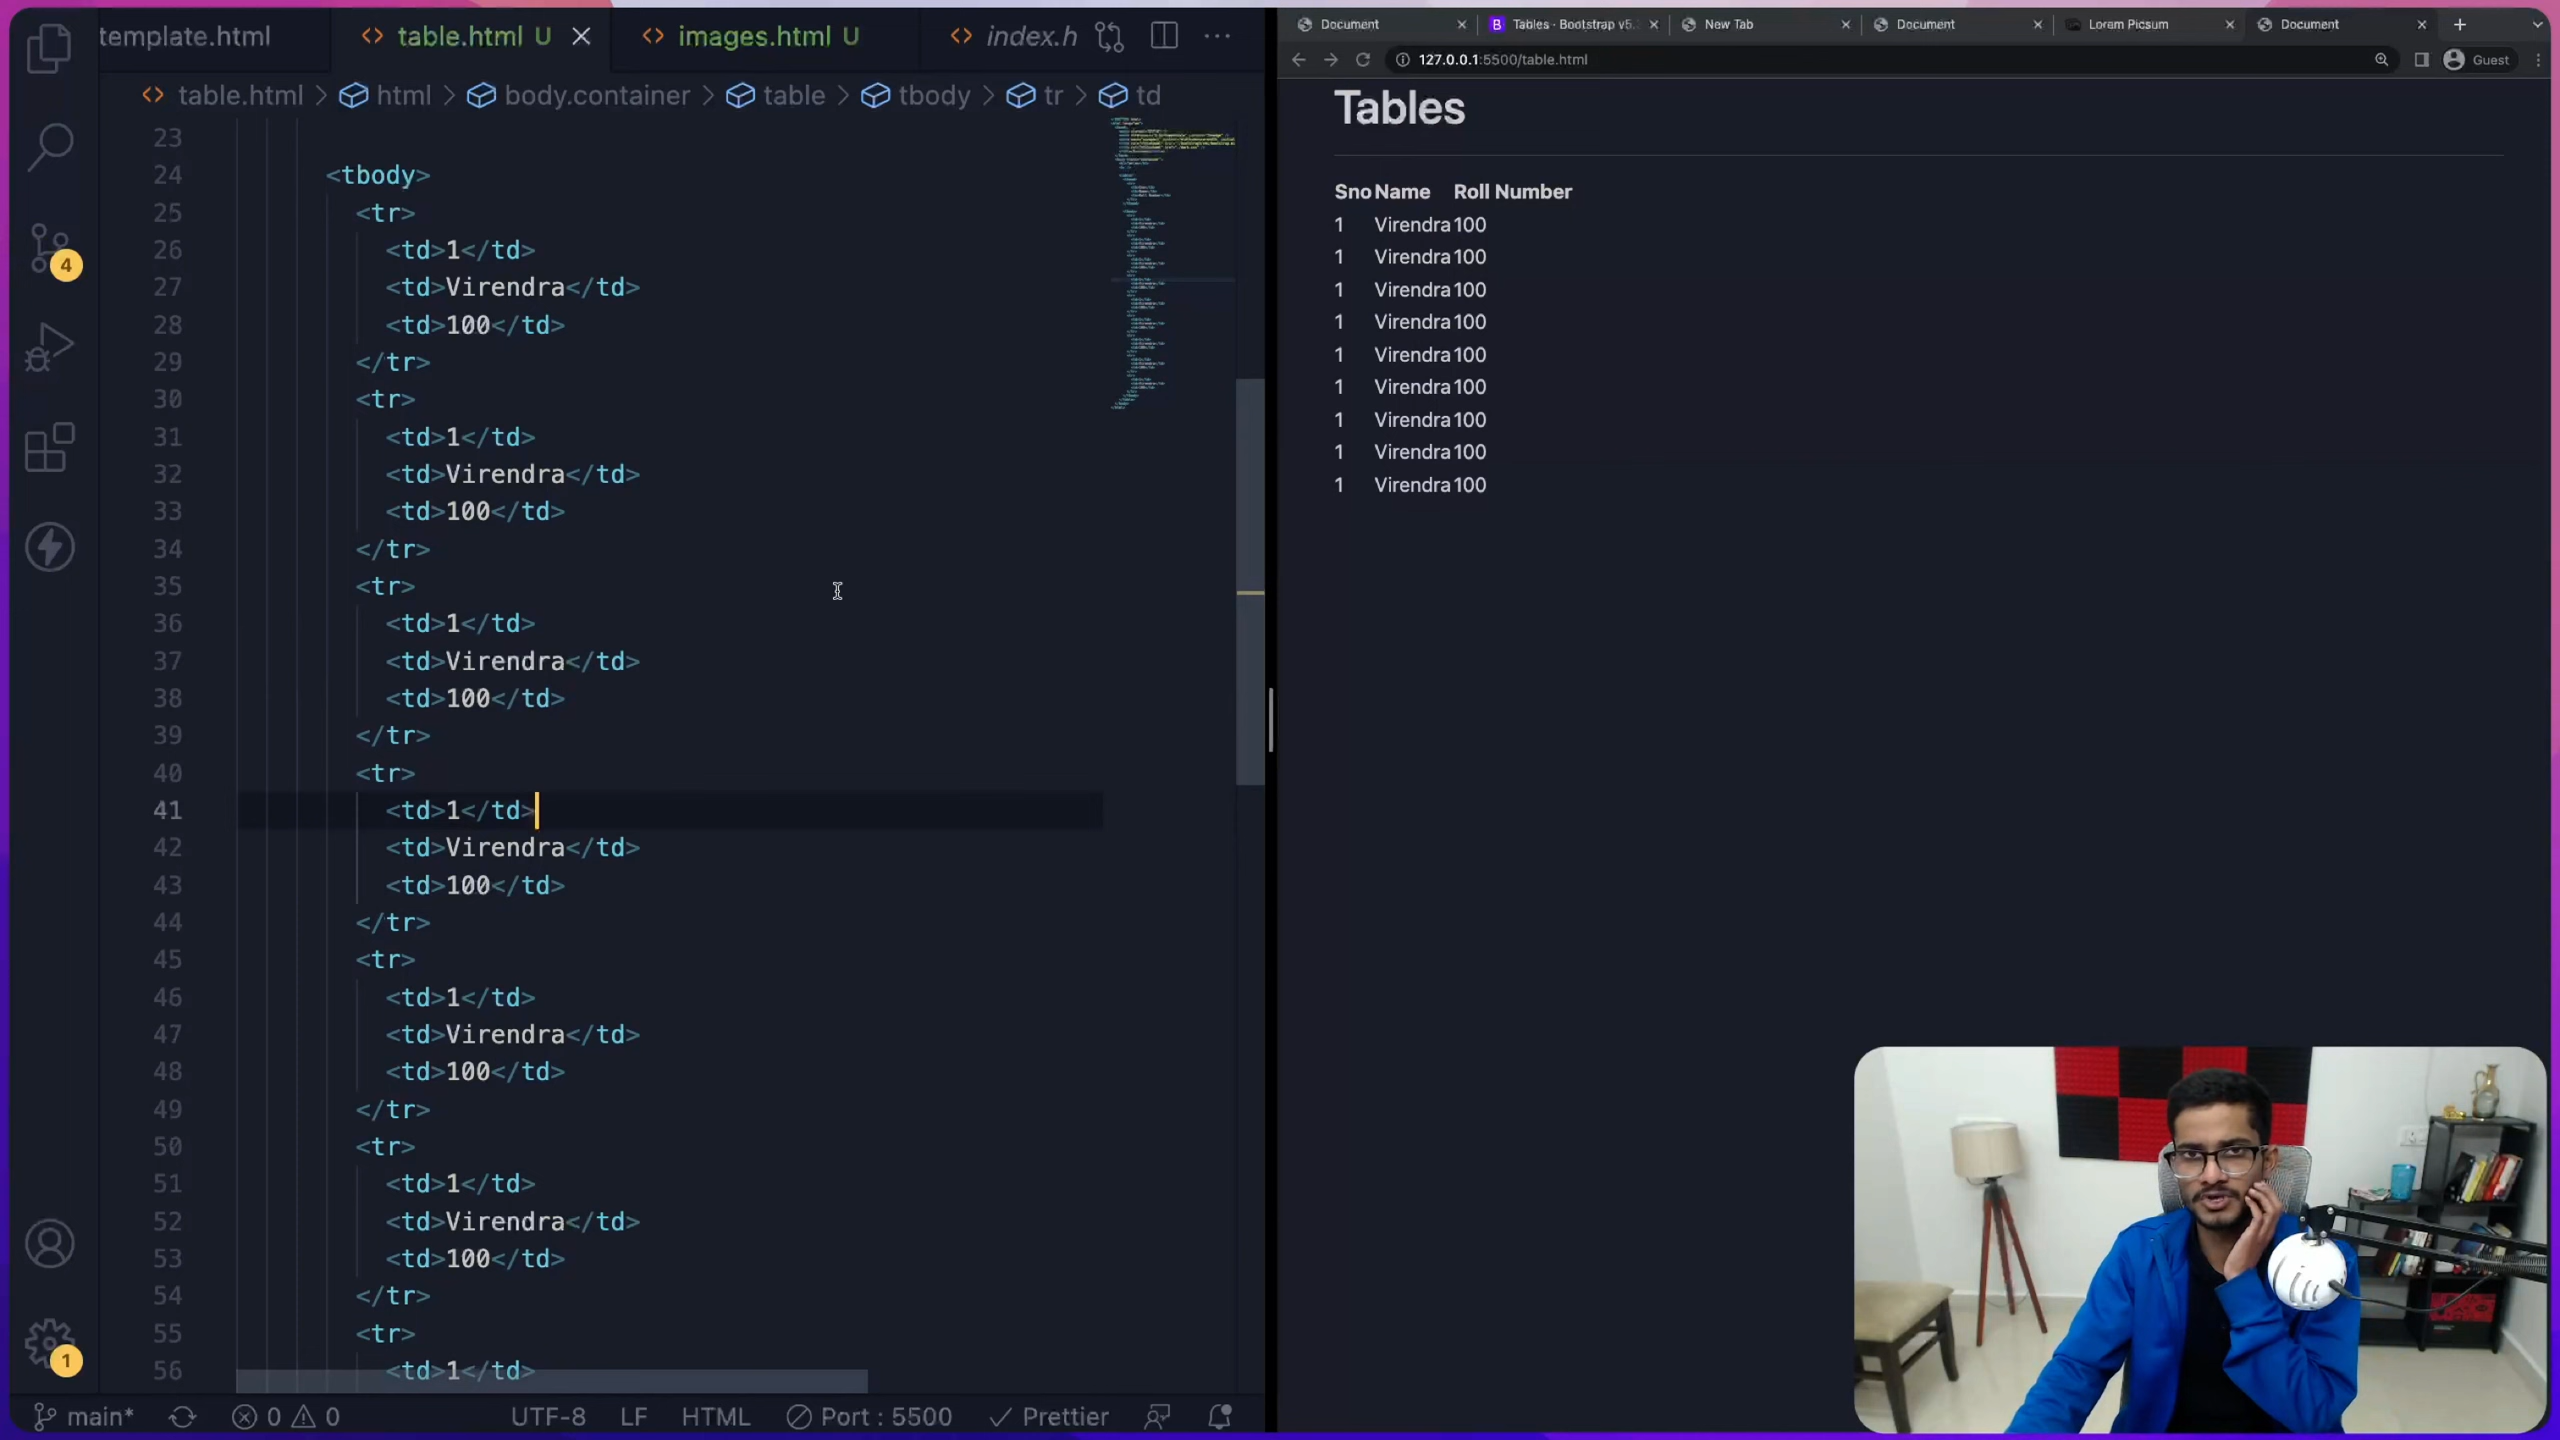 template.html
table.html U
images.html U
index.h
table.html > html > body.container > table > tbody > tr > td
23
24 <tbody>
25 <tr>
26 <td>1</td>
27 <td>Virendra</td>
28 <td>100</td>
29 </tr>
30 <tr>
31 <td>1</td>
32 <td>Virendra</td>
33 <td>100</td>
34 </tr>
35 <tr>
36 <td>1</td>
37 <td>Virendra</td>
38 <td>100</td>
39 </tr>
40 <tr>
41 <td>1</td>
42 <td>Virendra</td>
43 <td>100</td>
44 </tr>
45 <tr>
46 <td>1</td>
47 <td>Virendra</td>
48 <td>100</td>
49 </tr>
50 <tr>
51 <td>1</td>
52 <td>Virendra</td>
53 <td>100</td>
54 </tr>
55 <tr>
56 <td>1</td>
4
1
main* 0 0 UTF-8 LF HTML Port : 5500 Prettier
Document
B Tables · Bootstrap v5.
New Tab
Document
Lorem Picsum
Document
127.0.0.1:5500/table.html
Guest
Tables
Sno Name Roll Number
1 Virendra 100
1 Virendra 100
1 Virendra 100
1 Virendra 100
1 Virendra 100
1 Virendra 100
1 Virendra 100
1 Virendra 100
1 Virendra 100